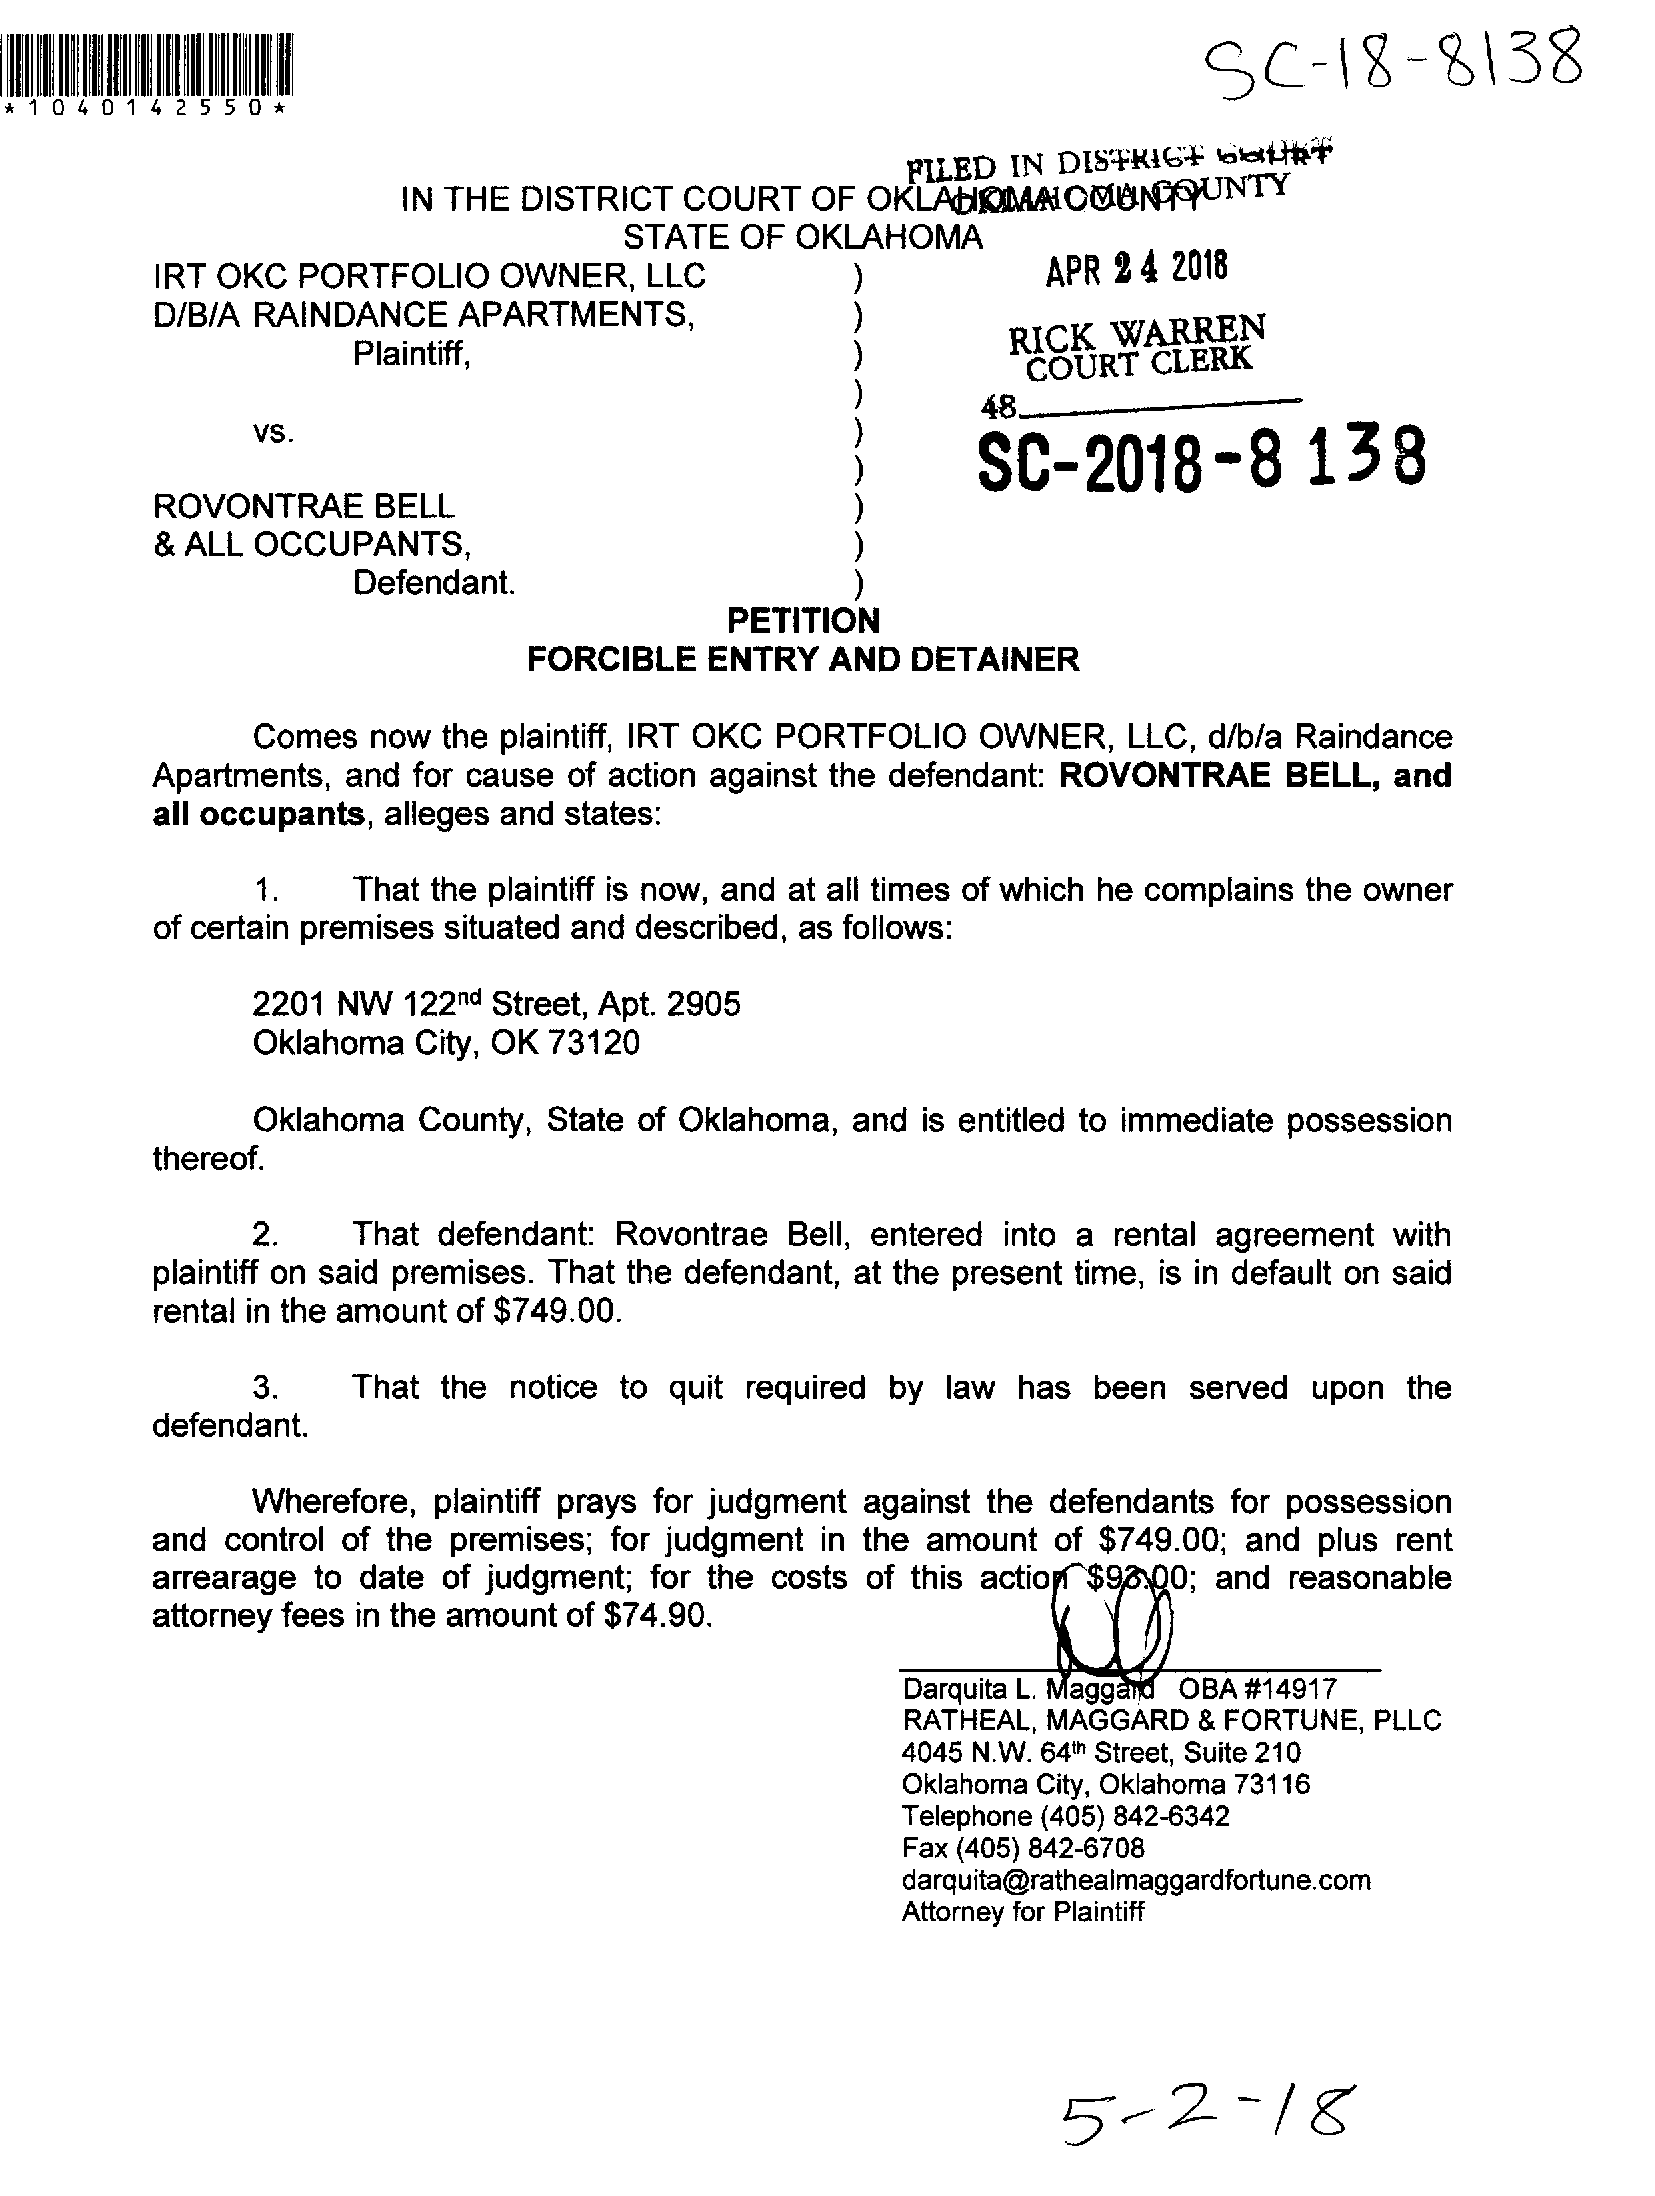 *1040142550*
SC-18-8138
FILED IN DISTRICT COURT
OKLAHOMA COUNTY
IN THE DISTRICT COURT OF OKLAHOMA COUNTY
STATE OF OKLAHOMA
APR 24 2018
IRT OKC PORTFOLIO OWNER, LLC )
D/B/A RAINDANCE APARTMENTS, )
RICK WARREN
COURT CLERK
Plaintiff, )
)
48
vs. )
SC-2018-8138
)
ROVONTRAE BELL )
& ALL OCCUPANTS, )
Defendant. )
PETITION
FORCIBLE ENTRY AND DETAINER
Comes now the plaintiff, IRT OKC PORTFOLIO OWNER, LLC, d/b/a Raindance
Apartments, and for cause of action against the defendant: ROVONTRAE BELL, and
all occupants, alleges and states:
1. That the plaintiff is now, and at all times of which he complains the owner
of certain premises situated and described, as follows:
2201 NW 122nd Street, Apt. 2905
Oklahoma City, OK 73120
Oklahoma County, State of Oklahoma, and is entitled to immediate possession
thereof.
2. That defendant: Rovontrae Bell, entered into a rental agreement with
plaintiff on said premises. That the defendant, at the present time, is in default on said
rental in the amount of $749.00.
3. That the notice to quit required by law has been served upon the
defendant.
Wherefore, plaintiff prays for judgment against the defendants for possession
and control of the premises; for judgment in the amount of $749.00; and plus rent
arrearage to date of judgment; for the costs of this action and reasonable
attorney fees in the amount of $74.90.
Darquita L. Maggard OBA #14917
RATHEAL, MAGGARD & FORTUNE, PLLC
4045 N.W. 64th Street, Suite 210
Oklahoma City, Oklahoma 73116
Telephone (405) 842-6342
Fax (405) 842-6708
darquita@rathealmaggardfortune.com
Attorney for Plaintiff
5-2-18